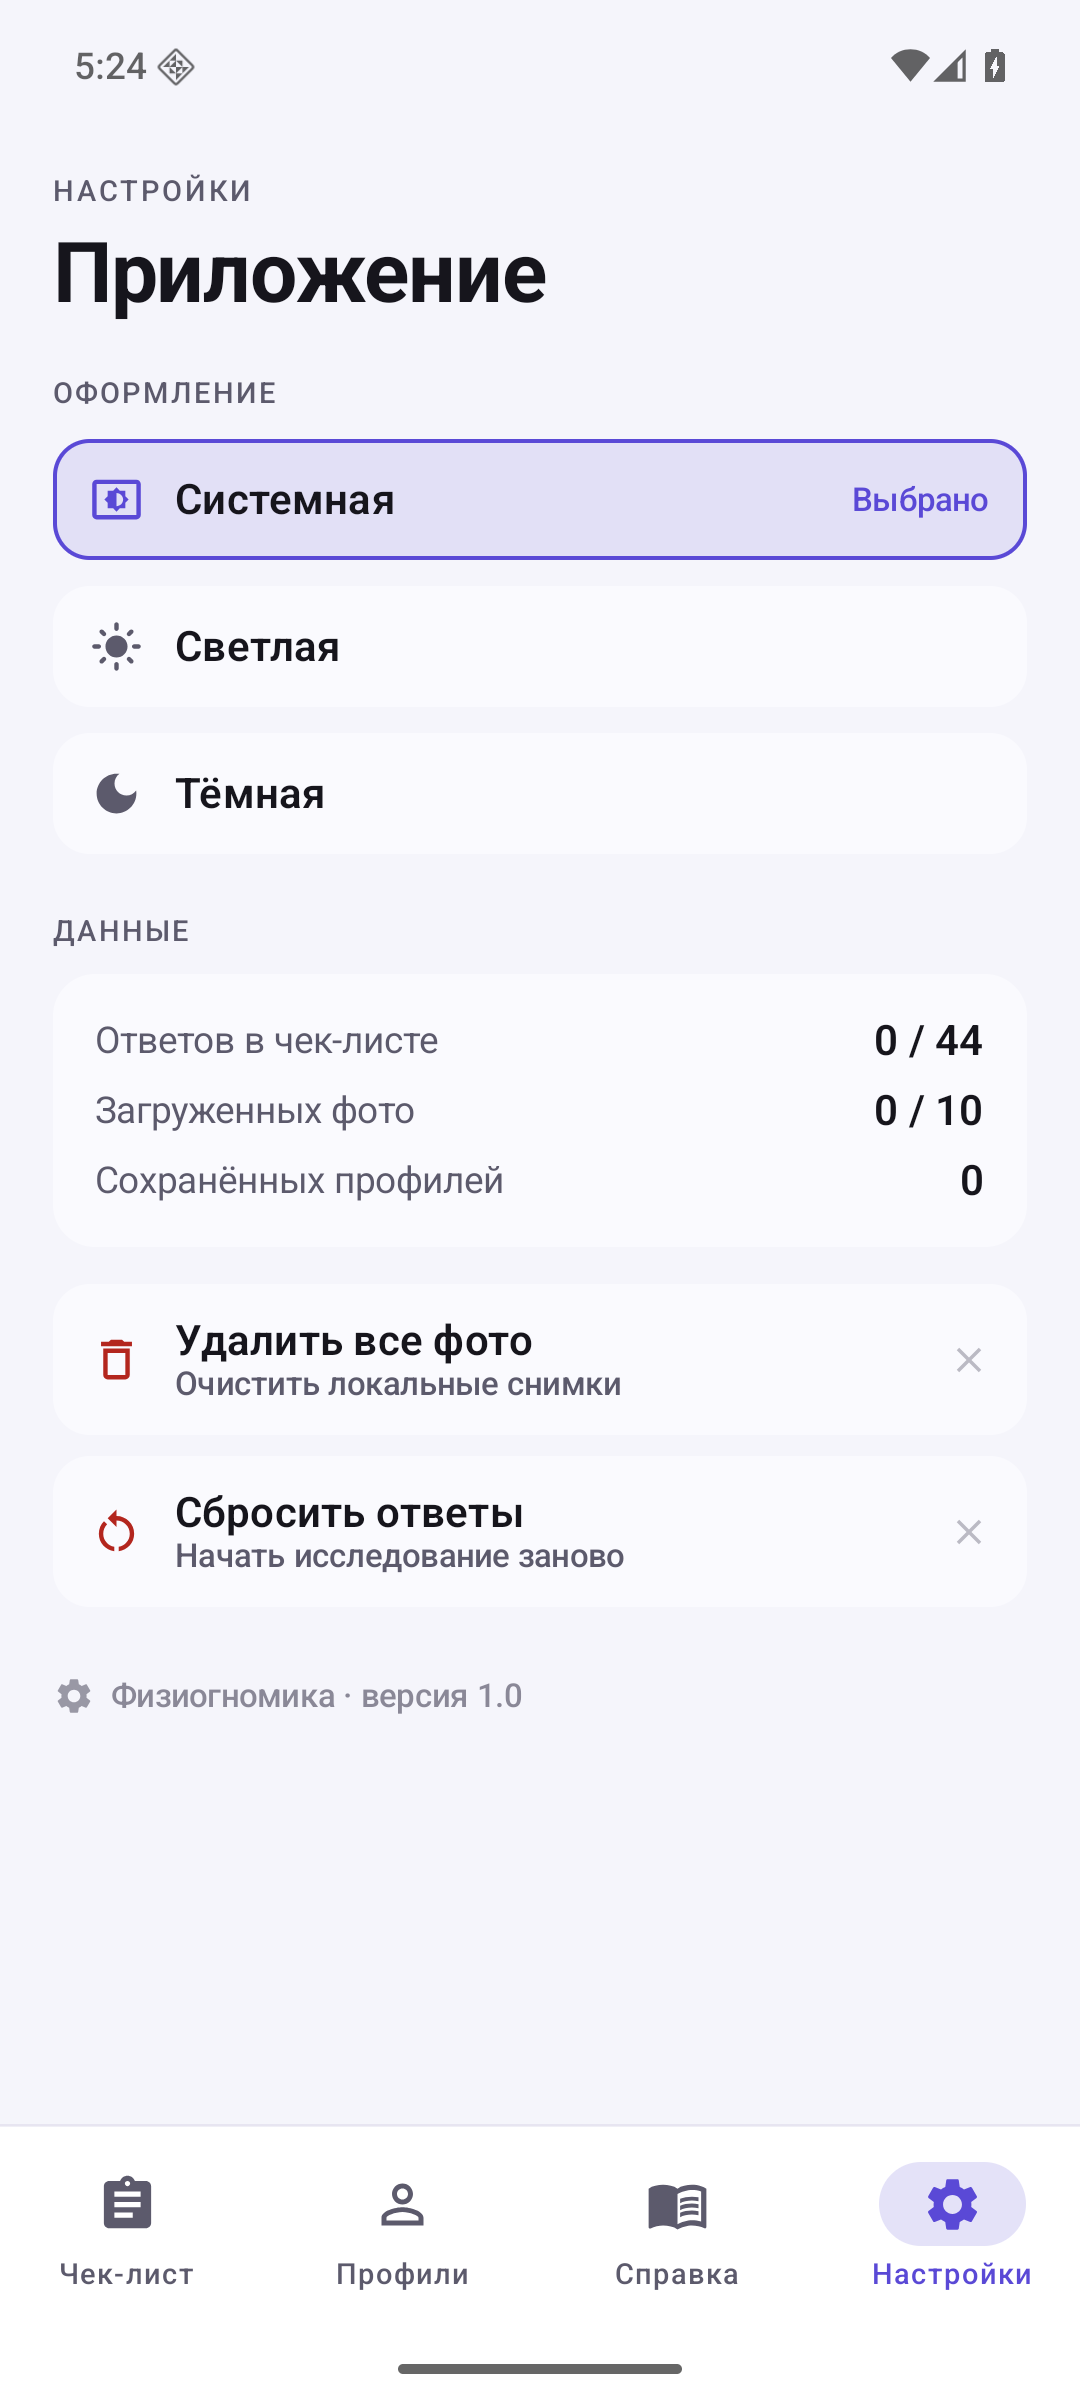 5:24
НАСТРОЙКИ
Приложение
ОФОРМЛЕНИЕ
Системная
Выбрано
Светлая
Тёмная
ДАННЫЕ
Ответов в чек-листе 0 / 44
Загруженных фото 0 / 10
Сохранённых профилей 0
Удалить все фото
Очистить локальные снимки
Сбросить ответы
Начать исследование заново
Физиогномика · версия 1.0
Чек-лист Профили Справка Настройки